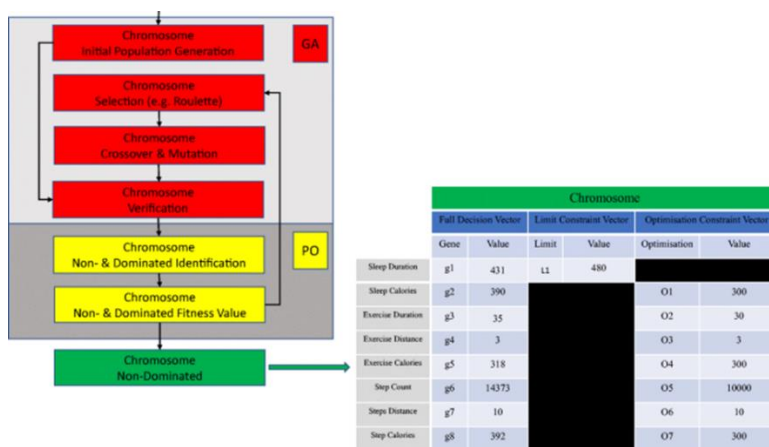 Chromosome
Initial Population Generation
GA
Chromosome
Selection (e.g. Roulette)
Chromosome
Crossover & Mutation
Chromosome
Verification
Chromosome
Non- & Dominated Identification
PO
Chromosome
Non- & Dominated Fitness Value
Chromosome
Non-Dominated
Chromosome
Full Decision Vector Limit Constraint Vector Optimisation Constraint Vector
Gene Value Limit Value Optimisation Value
Sleep Duration g1 431 L1 480
Sleep Calories g2 390 O1 300
Exercise Duration g3 35 O2 30
Exercise Distance g4 3 O3 3
Exercise Calories g5 318 O4 300
Step Count g6 14373 O5 10000
Steps Distance g7 10 O6 10
Step Calories g8 392 O7 300